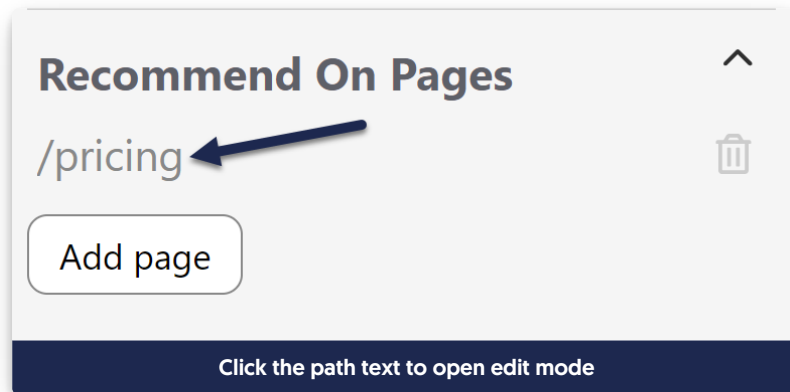 Recommend On Pages
/pricing
Add page
Click the path text to open edit mode